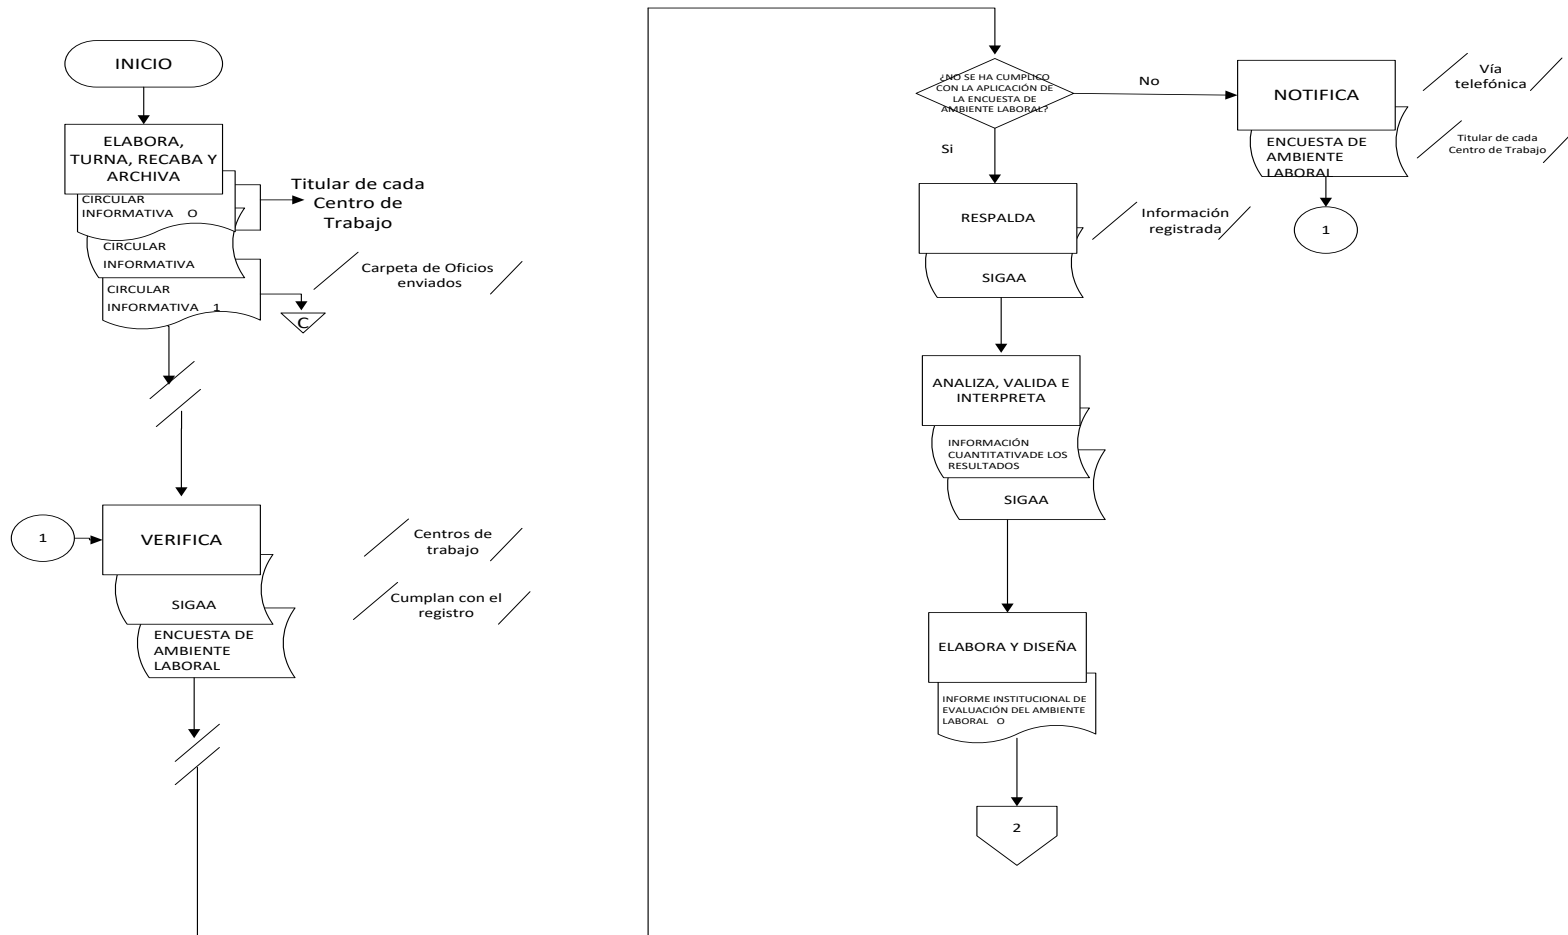 INICIO
ELABORA,
TURNA, RECABA Y
ARCHIVA
CIRCULAR
INFORMATIVA O
CIRCULAR
INFORMATIVA
CIRCULAR
INFORMATIVA 1
Titular de cada
Centro de
Trabajo
Carpeta de Oficios
enviados
C
1
VERIFICA
SIGAA
ENCUESTA DE
AMBIENTE
LABORAL
Centros de
trabajo
Cumplan con el
registro
¿NO SE HA CUMPLICO
CON LA APLICACIÓN DE
LA ENCUESTA DE
AMBIENTE LABORAL?
No
Si
NOTIFICA
ENCUESTA DE
AMBIENTE
LABORAL
Vía
telefónica
Titular de cada
Centro de Trabajo
1
RESPALDA
SIGAA
Información
registrada
ANALIZA, VALIDA E
INTERPRETA
INFORMACIÓN
CUANTITATIVADE LOS
RESULTADOS
SIGAA
ELABORA Y DISEÑA
INFORME INSTITUCIONAL DE
EVALUACIÓN DEL AMBIENTE
LABORAL O
2